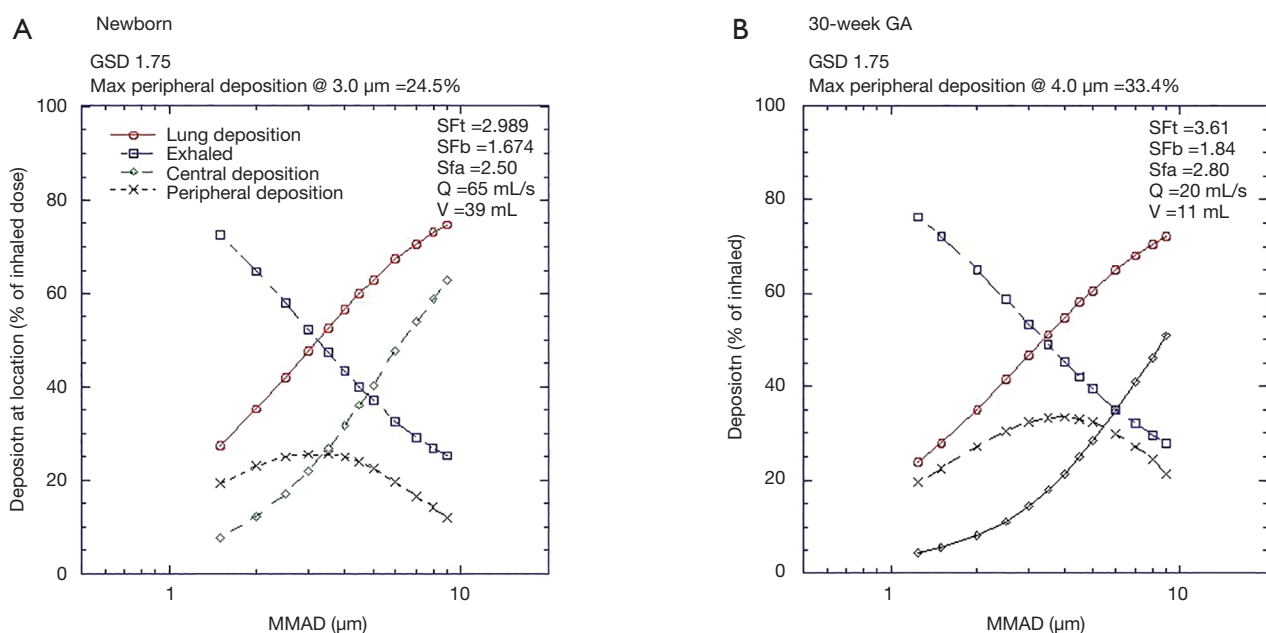 A
Newborn
GSD 1.75
Max peripheral deposition @ 3.0 μm =24.5%
100
80
60
40
20
0
Deposiotn at location (% of inhaled dose)
Lung deposition
Exhaled
Central deposition
Peripheral deposition
SFt =2.989
SFb =1.674
Sfa =2.50
Q =65 mL/s
V =39 mL
1
10
MMAD (μm)
B
30-week GA
GSD 1.75
Max peripheral deposition @ 4.0 μm =33.4%
100
80
60
40
20
0
Deposiotn (% of inhaled)
SFt =3.61
SFb =1.84
Sfa =2.80
Q =20 mL/s
V =11 mL
1
10
MMAD (μm)